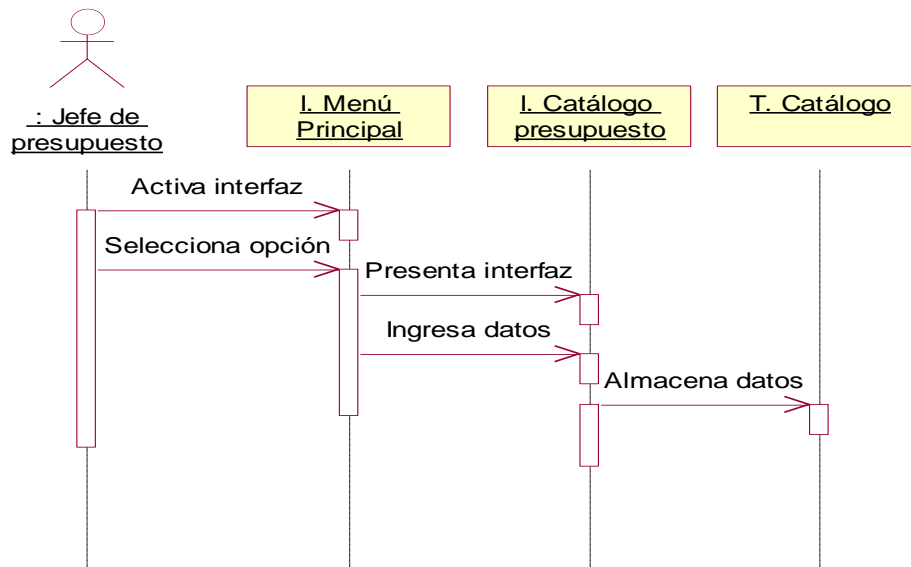 : Jefe de
presupuesto
I. Menú
Principal
I. Catálogo
presupuesto
T. Catálogo
Activa interfaz
Selecciona opción
Presenta interfaz
Ingresa datos
Almacena datos